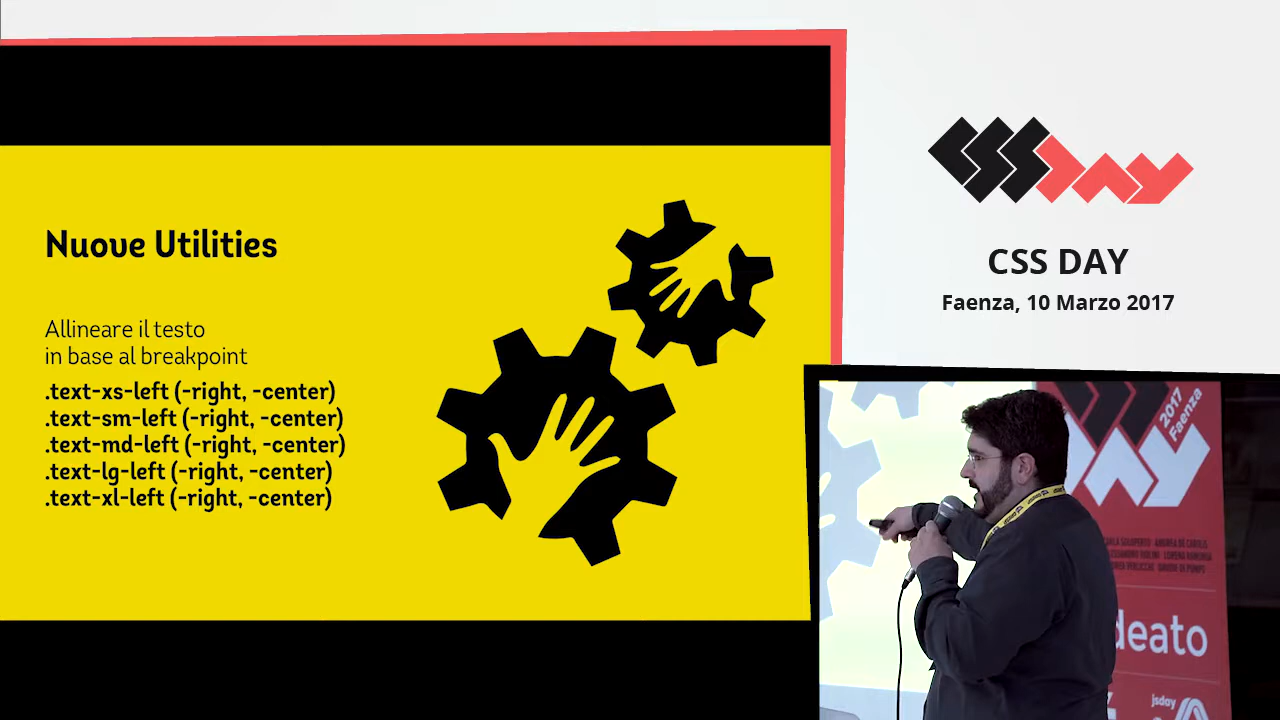 Nuove Utilities
Allineare il testo
in base al breakpoint
.text-xs-left (-right, -center)
.text-sm-left (-right, -center)
.text-md-left (-right, -center)
.text-lg-left (-right, -center)
.text-xl-left (-right, -center)
CSSDAY
CSS DAY
Faenza, 10 Marzo 2017
2017
Faenza
deato
jsday